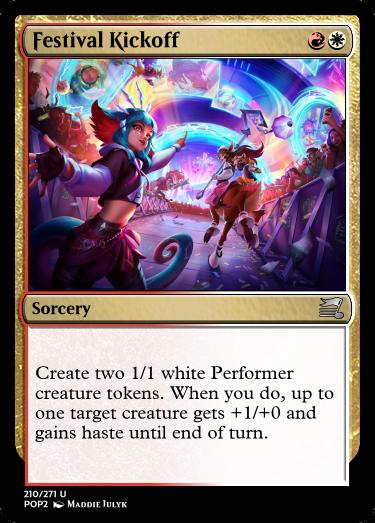 Festival Kickoff
Sorcery
Create two 1/1 white Performer
creature tokens. When you do, up to
one target creature gets +1/+0 and
gains haste until end of turn.
210/271 U
POP2 Maddie Julyk